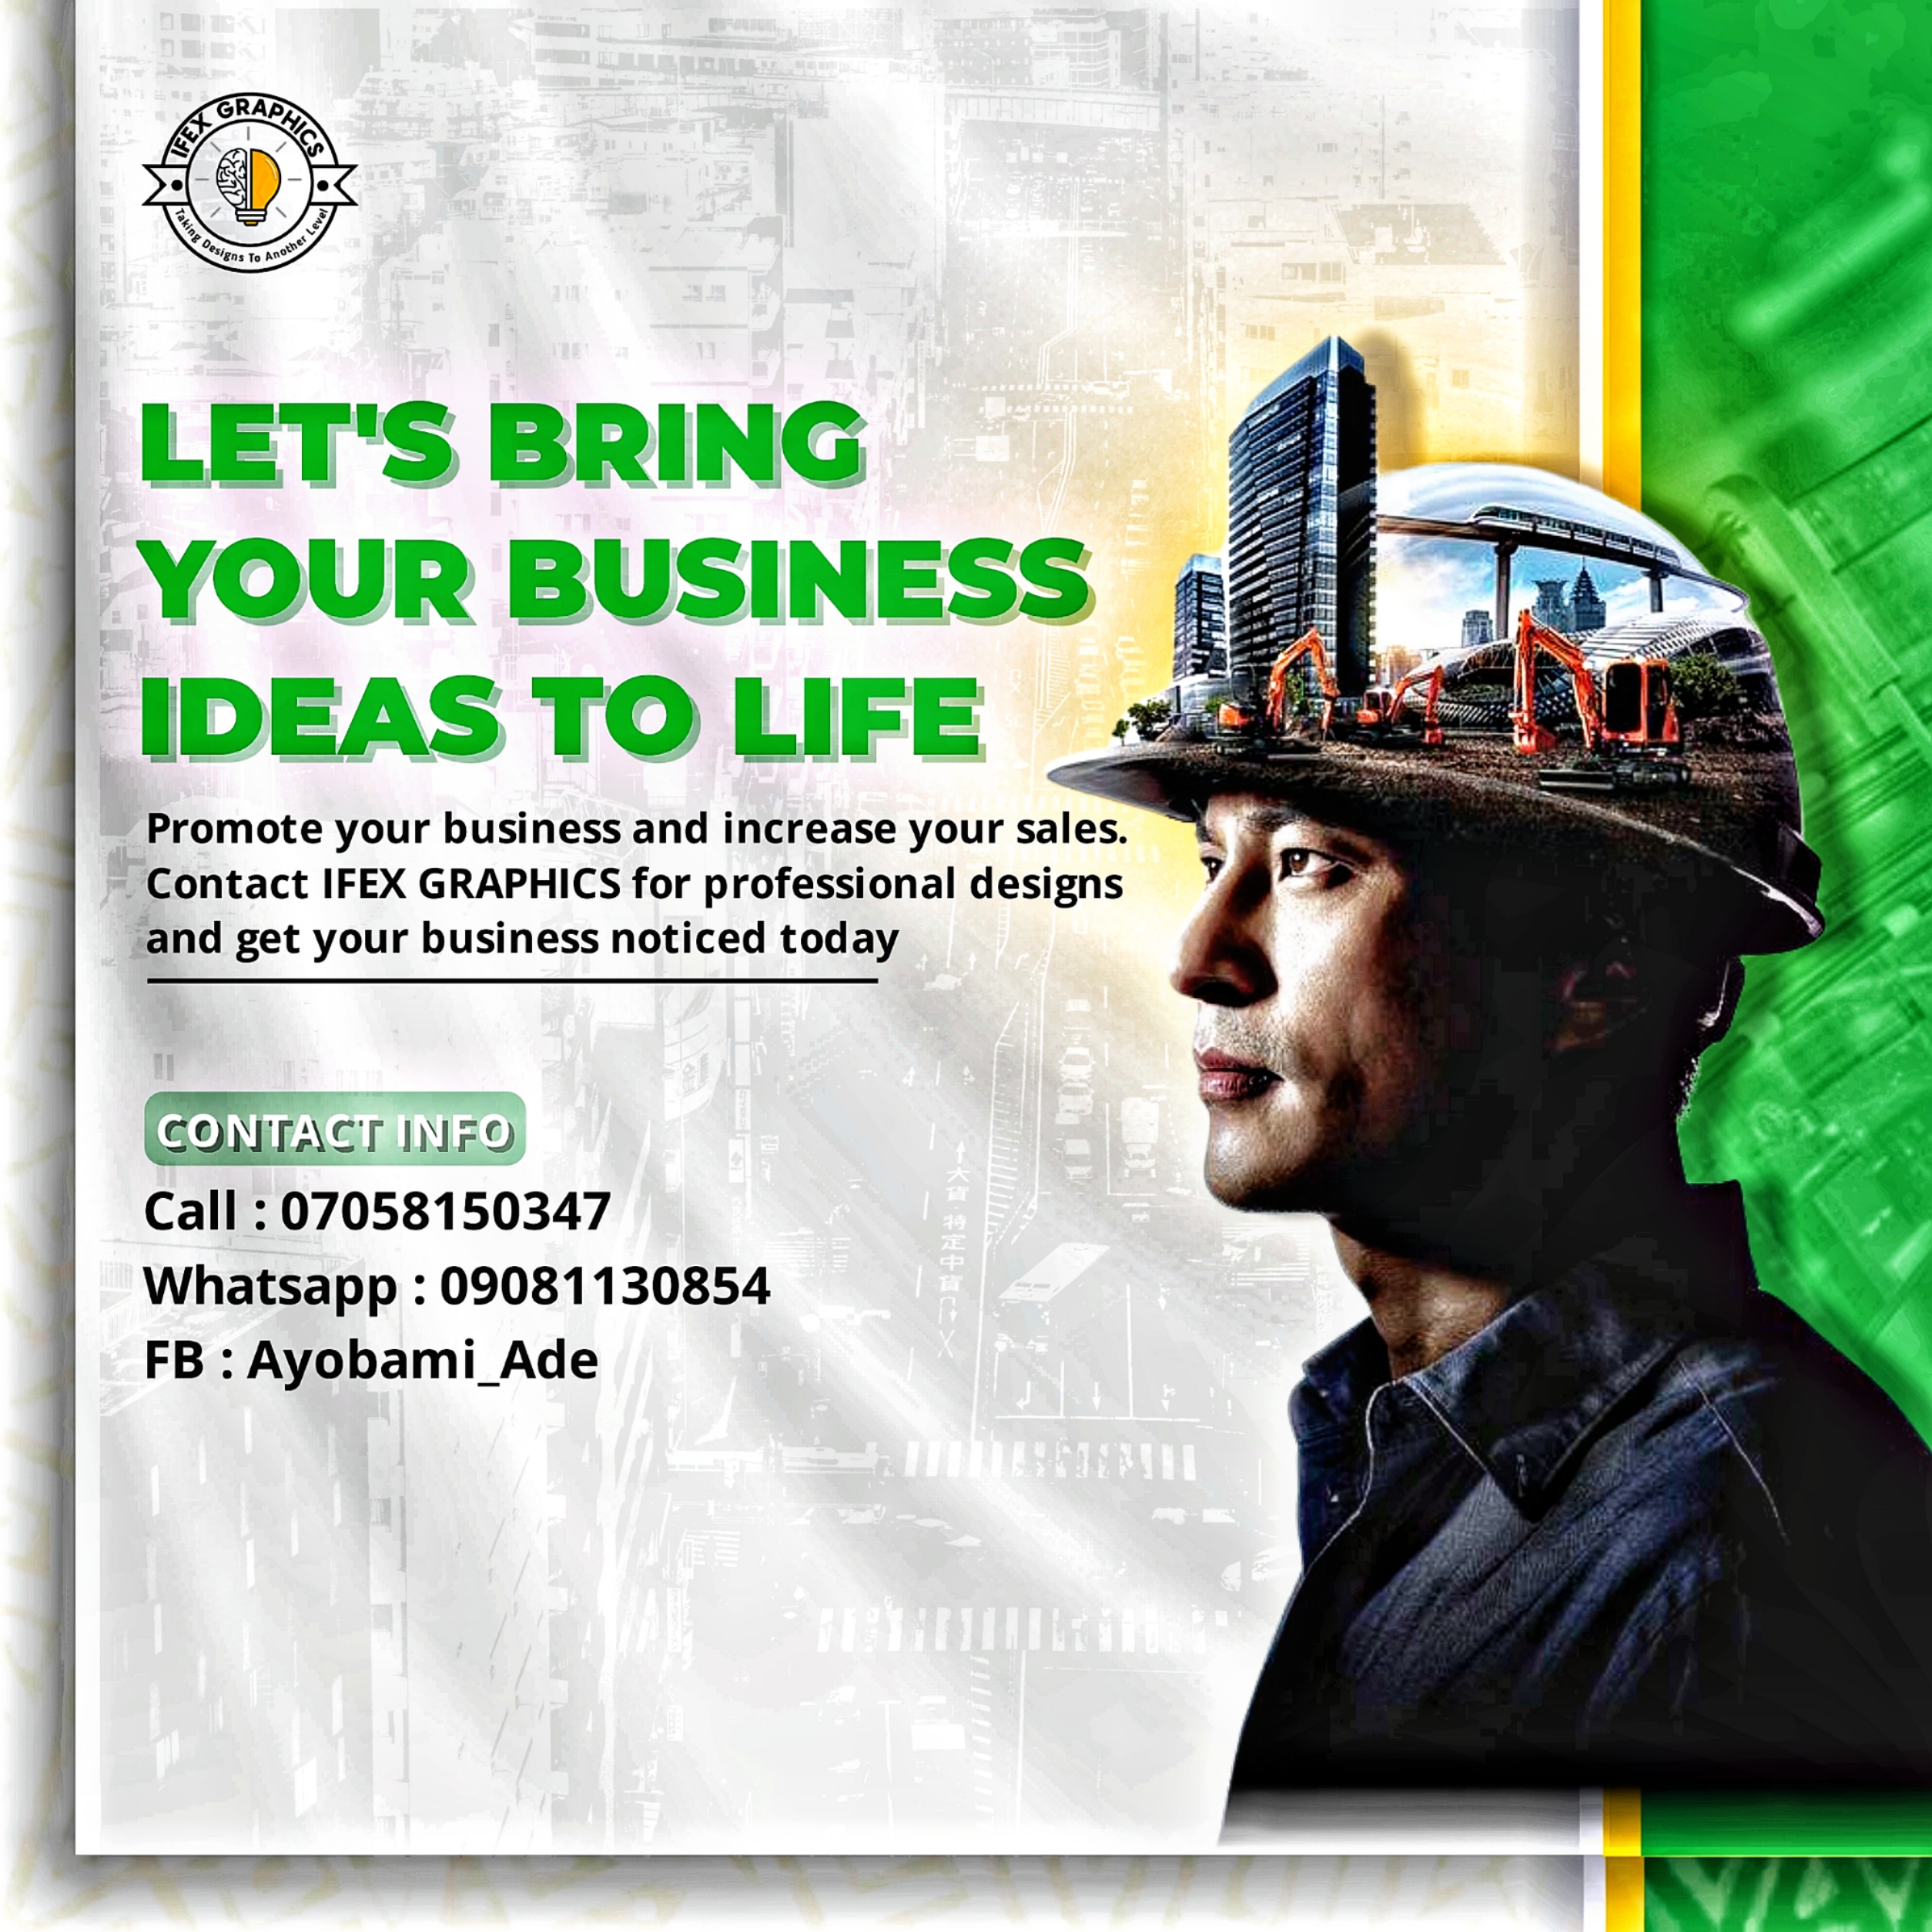 IFEX GRAPHICS
Taking Designs To Another Level
LET'S BRING
YOUR BUSINESS
IDEAS TO LIFE
Promote your business and increase your sales.
Contact IFEX GRAPHICS for professional designs
and get your business noticed today
CONTACT INFO
Call : 07058150347
Whatsapp : 09081130854
FB : Ayobami_Ade